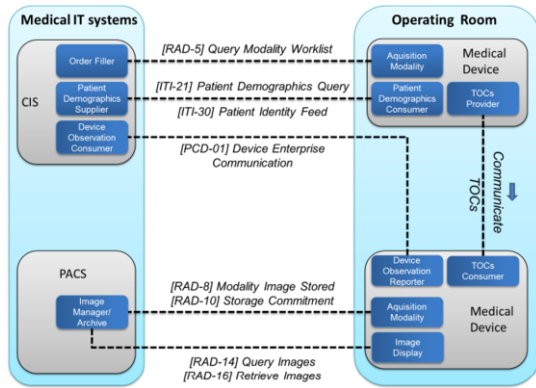 Medical IT systems
Operating Room
Order Filler
[RAD-5] Query Modality Worklist
Aquisition
Modality
Medical
Device
CIS
Patient
Demographics
Supplier
[ITI-21] Patient Demographics Query
[ITI-30] Patient Identity Feed
Patient
Demographics
Consumer
TOCs
Provider
Device
Observation
Consumer
[PCD-01] Device Enterprise
Communication
Communicate
TOCs
PACS
Device
Observation
Reporter
TOCs
Consumer
[RAD-8] Modality Image Stored
[RAD-10] Storage Commitment
Image
Manager/
Archive
Aquisition
Modality
Medical
Device
Image
Display
[RAD-14] Query Images
[RAD-16] Retrieve Images